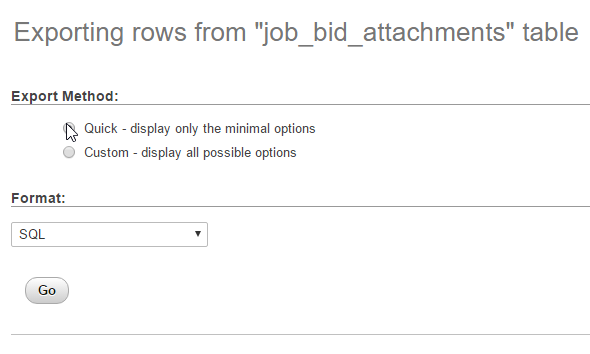 Exporting rows from "job_bid_attachments" table
Export Method:
Quick - display only the minimal options
Custom - display all possible options
Format:
SQL
Go